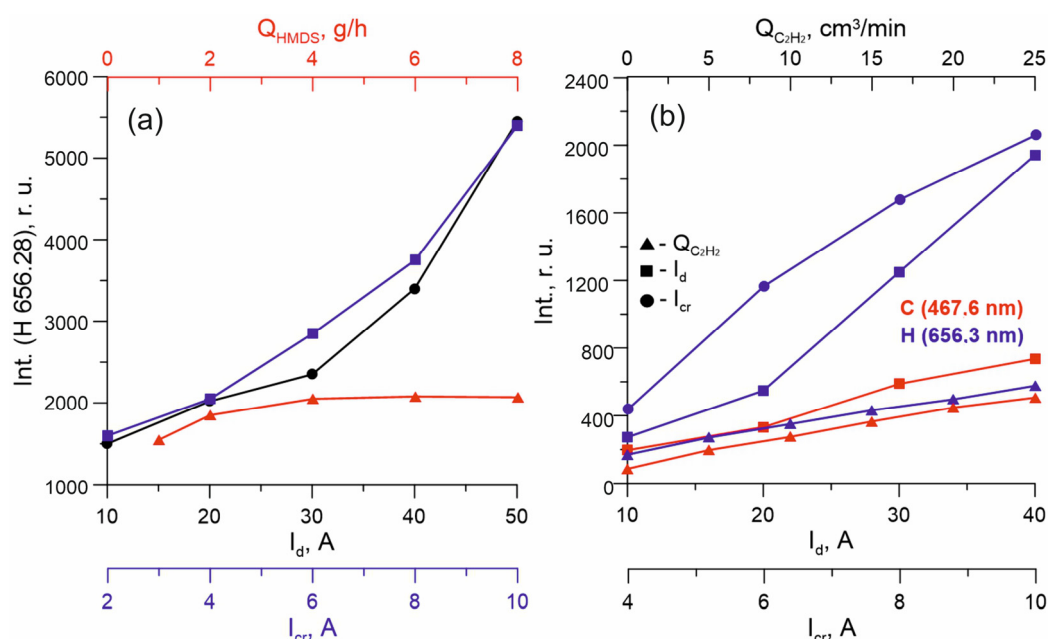 Q_HMDS, g/h
0 2 4 6 8
6000
5000
4000
3000
2000
1000
Int. (H 656.28), r. u.
(a)
10 20 30 40 50
I_d, A
2 4 6 8 10
I_cr, A
Q_C₂H₂, cm³/min
0 5 10 15 20 25
2400
2000
1600
1200
800
400
0
Int., r. u.
(b)
▲ - Q_C₂H₂
■ - I_d
● - I_cr
C (467.6 nm)
H (656.3 nm)
10 20 30 40
I_d, A
4 6 8 10
I_cr, A